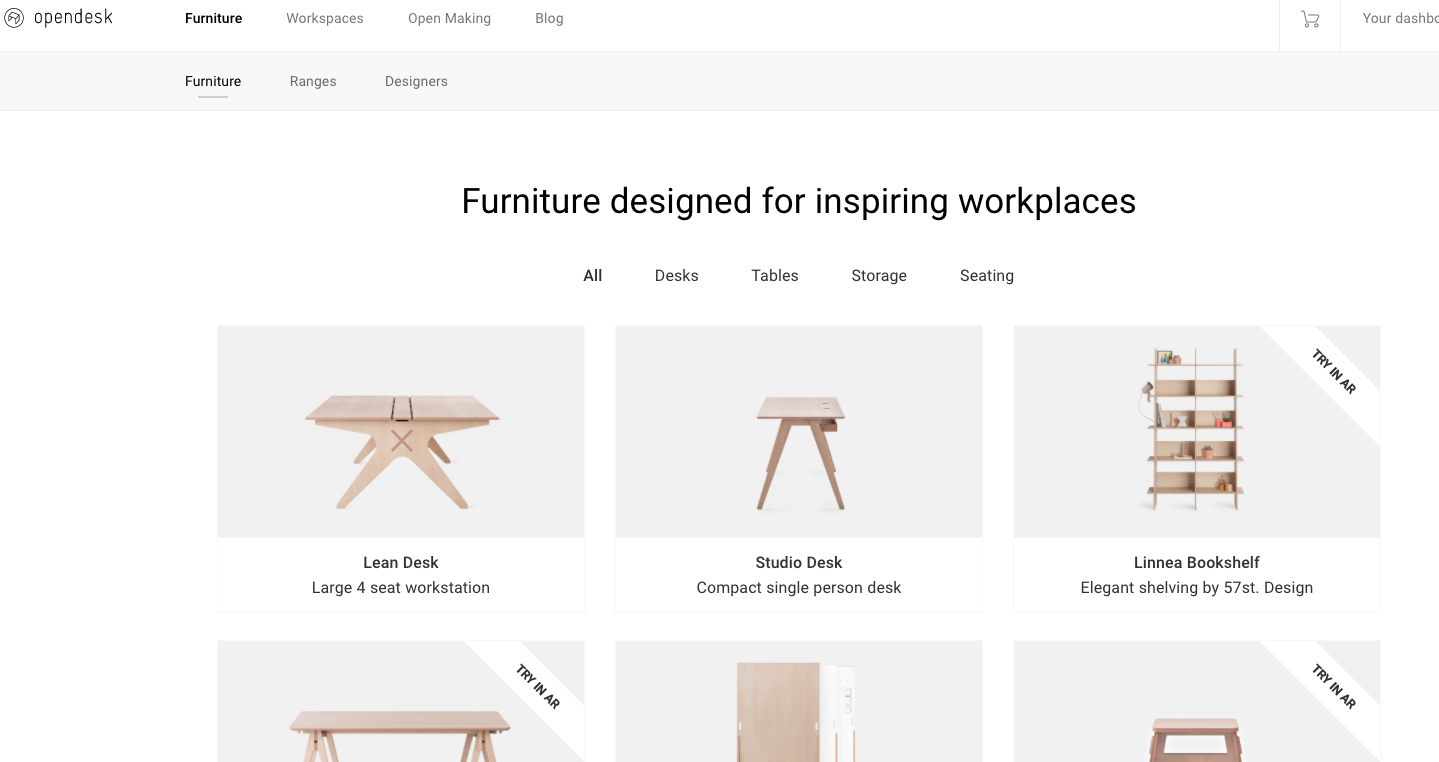 opendesk Furniture Workspaces Open Making Blog Your dashbo
Furniture Ranges Designers
Furniture designed for inspiring workplaces
All Desks Tables Storage Seating
TRY IN AR
Lean Desk
Large 4 seat workstation
Studio Desk
Compact single person desk
Linnea Bookshelf
Elegant shelving by 57st. Design
TRY IN AR
TRY IN AR